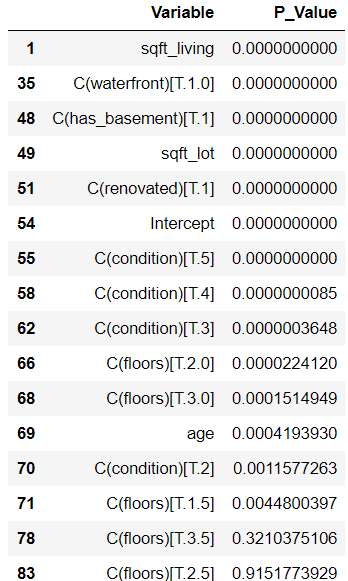 Variable P_Value
1 sqft_living 0.0000000000
35 C(waterfront)[T.1.0] 0.0000000000
48 C(has_basement)[T.1] 0.0000000000
49 sqft_lot 0.0000000000
51 C(renovated)[T.1] 0.0000000000
54 Intercept 0.0000000000
55 C(condition)[T.5] 0.0000000000
58 C(condition)[T.4] 0.0000000085
62 C(condition)[T.3] 0.0000003648
66 C(floors)[T.2.0] 0.0000224120
68 C(floors)[T.3.0] 0.0001514949
69 age 0.0004193930
70 C(condition)[T.2] 0.0011577263
71 C(floors)[T.1.5] 0.0044800397
78 C(floors)[T.3.5] 0.3210375106
83 C(floors)[T.2.5] 0.9151773929